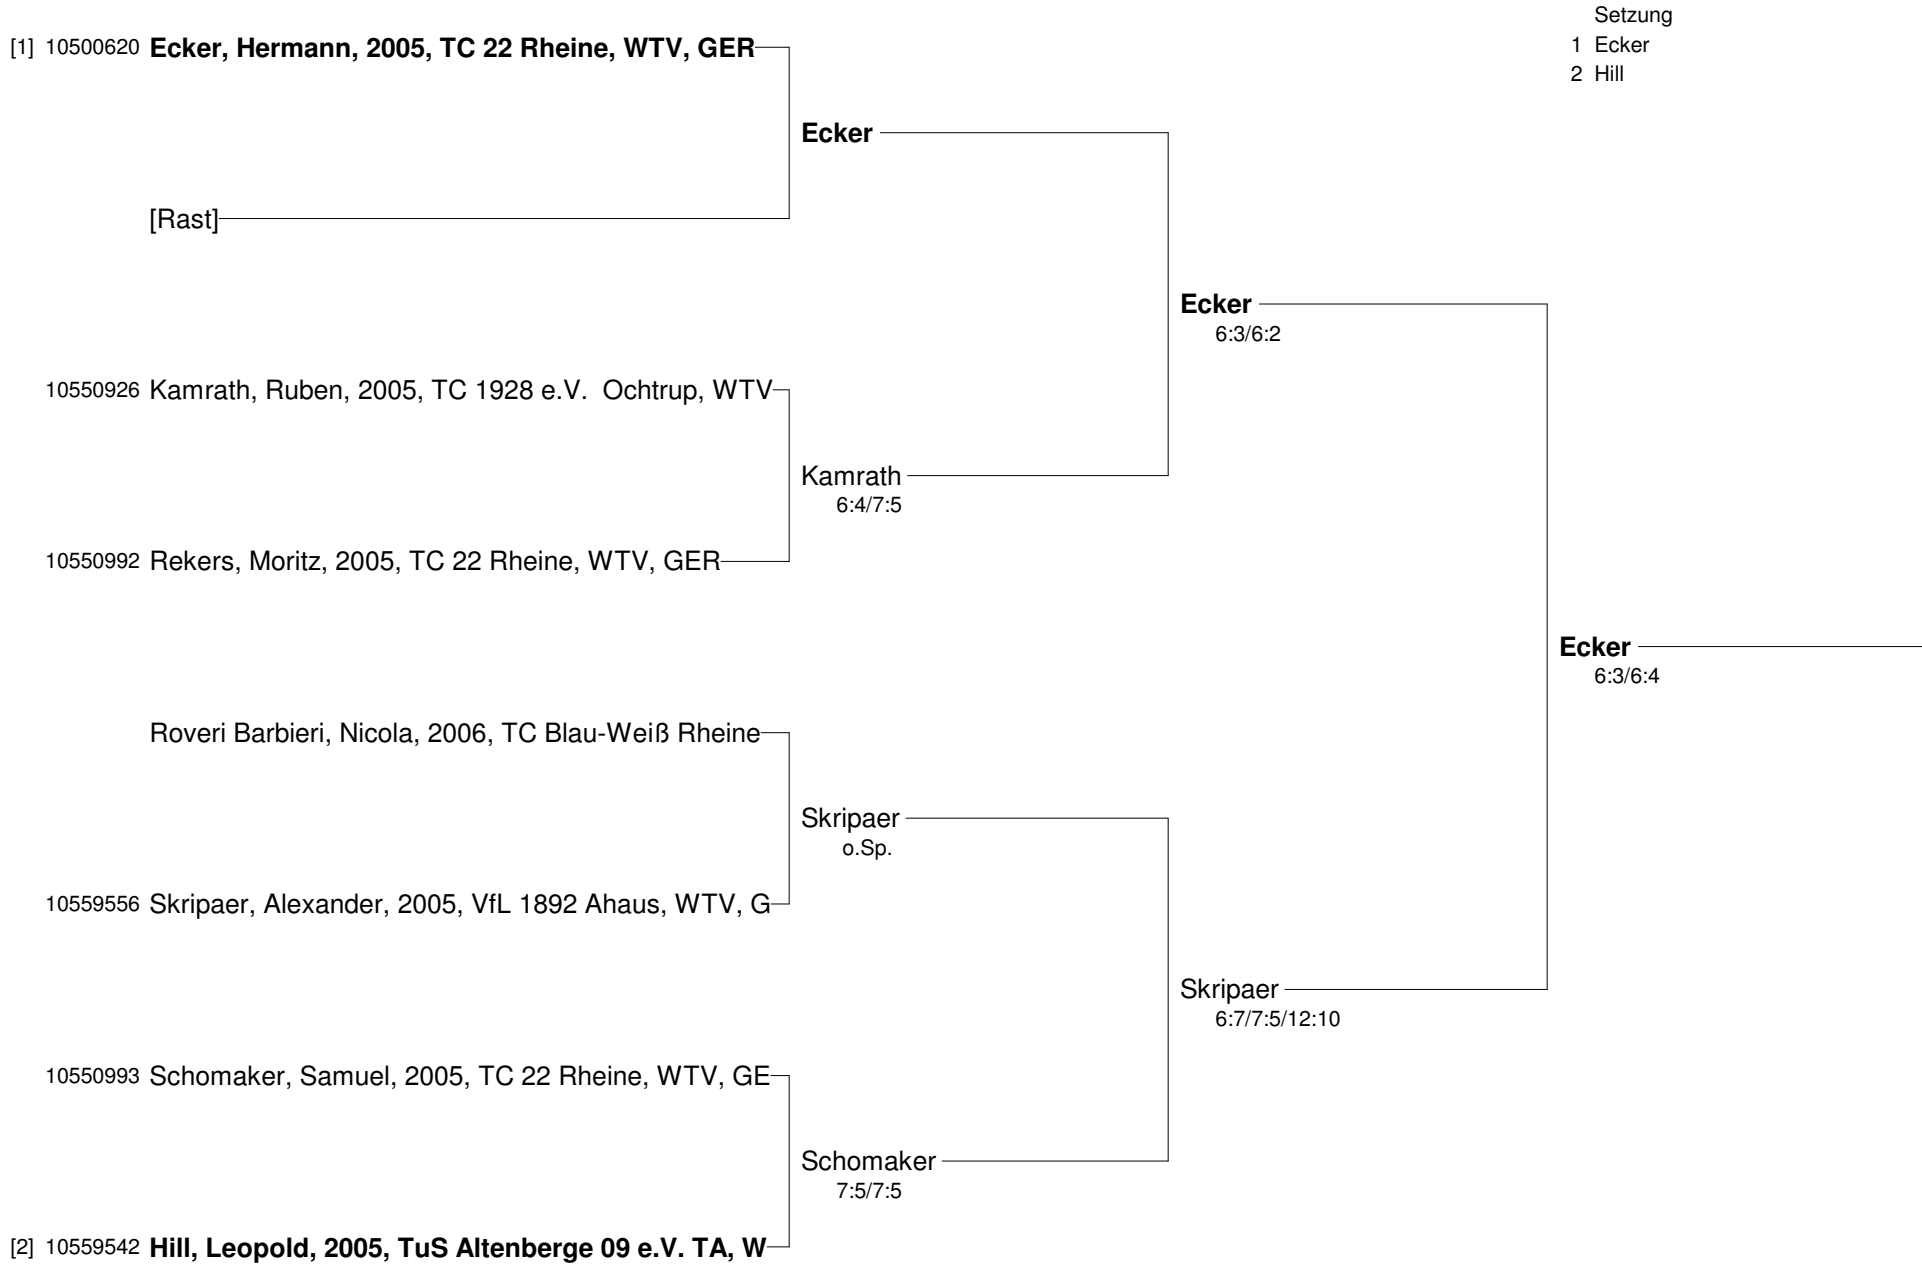 Setzung
1 Ecker
2 Hill
[1] 10500620 Ecker, Hermann, 2005, TC 22 Rheine, WTV, GER
Ecker
[Rast]
Ecker
6:3/6:2
10550926 Kamrath, Ruben, 2005, TC 1928 e.V. Ochtrup, WTV
Kamrath
6:4/7:5
10550992 Rekers, Moritz, 2005, TC 22 Rheine, WTV, GER
Ecker
6:3/6:4
Roveri Barbieri, Nicola, 2006, TC Blau-Weiß Rheine
Skripaer
o.Sp.
10559556 Skripaer, Alexander, 2005, VfL 1892 Ahaus, WTV, G
Skripaer
6:7/7:5/12:10
10550993 Schomaker, Samuel, 2005, TC 22 Rheine, WTV, GE
Schomaker
7:5/7:5
[2] 10559542 Hill, Leopold, 2005, TuS Altenberge 09 e.V. TA, W